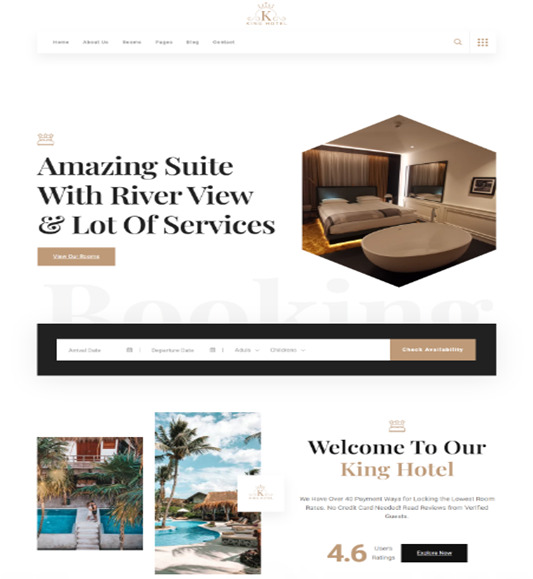 K
KING HOTEL
Home About Us Rooms Pages Blog Contact
Amazing Suite
With River View
& Lot Of Services
View Our Rooms
Booking
Arrival Date Departure Date Adults Childrens Check Availability
Welcome To Our
King Hotel
We Have Over 40 Payment Ways for Locking the Lowest Room
Rates. No Credit Card Needed! Read Reviews from Verified
Guests.
4.6 Users Ratings Explore Now